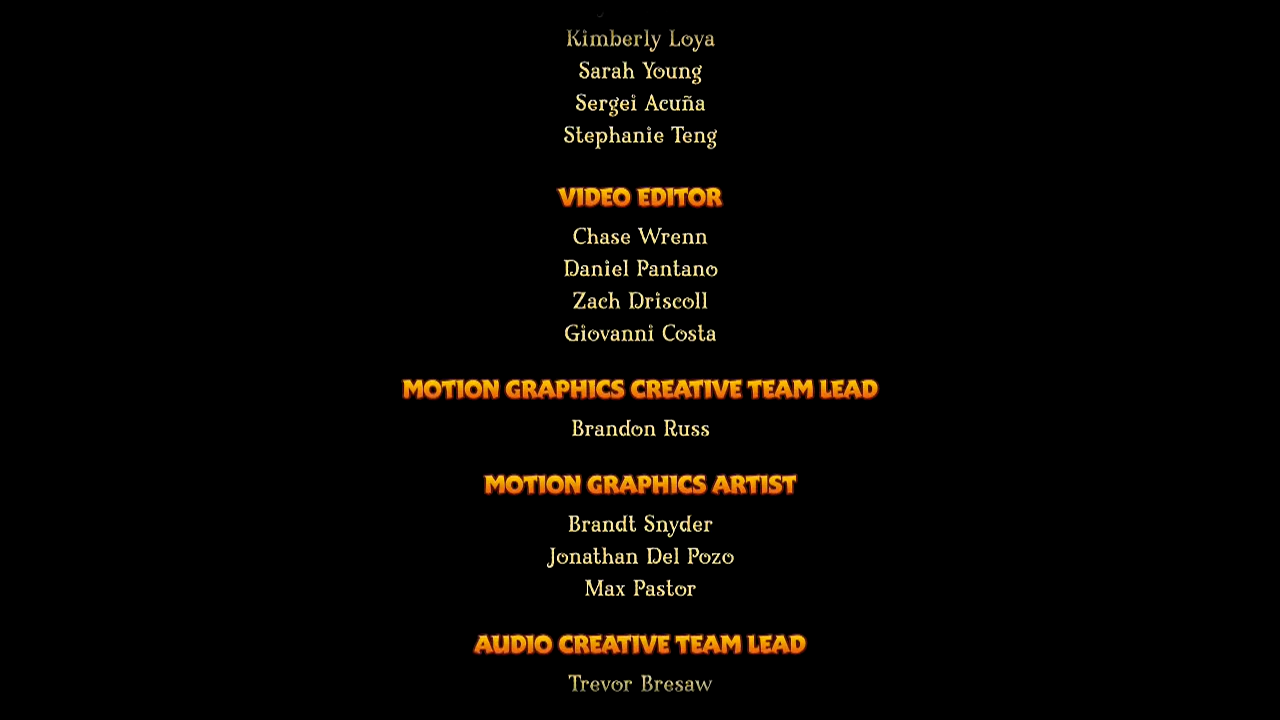 Kimberly Loya
Sarah Young
Sergei Acuña
Stephanie Teng
VIDEO EDITOR
Chase Wrenn
Daniel Pantano
Zach Driscoll
Giovanni Costa
MOTION GRAPHICS CREATIVE TEAM LEAD
Brandon Russ
MOTION GRAPHICS ARTIST
Brandt Snyder
Jonathan Del Pozo
Max Pastor
AUDIO CREATIVE TEAM LEAD
Trevor Bresaw